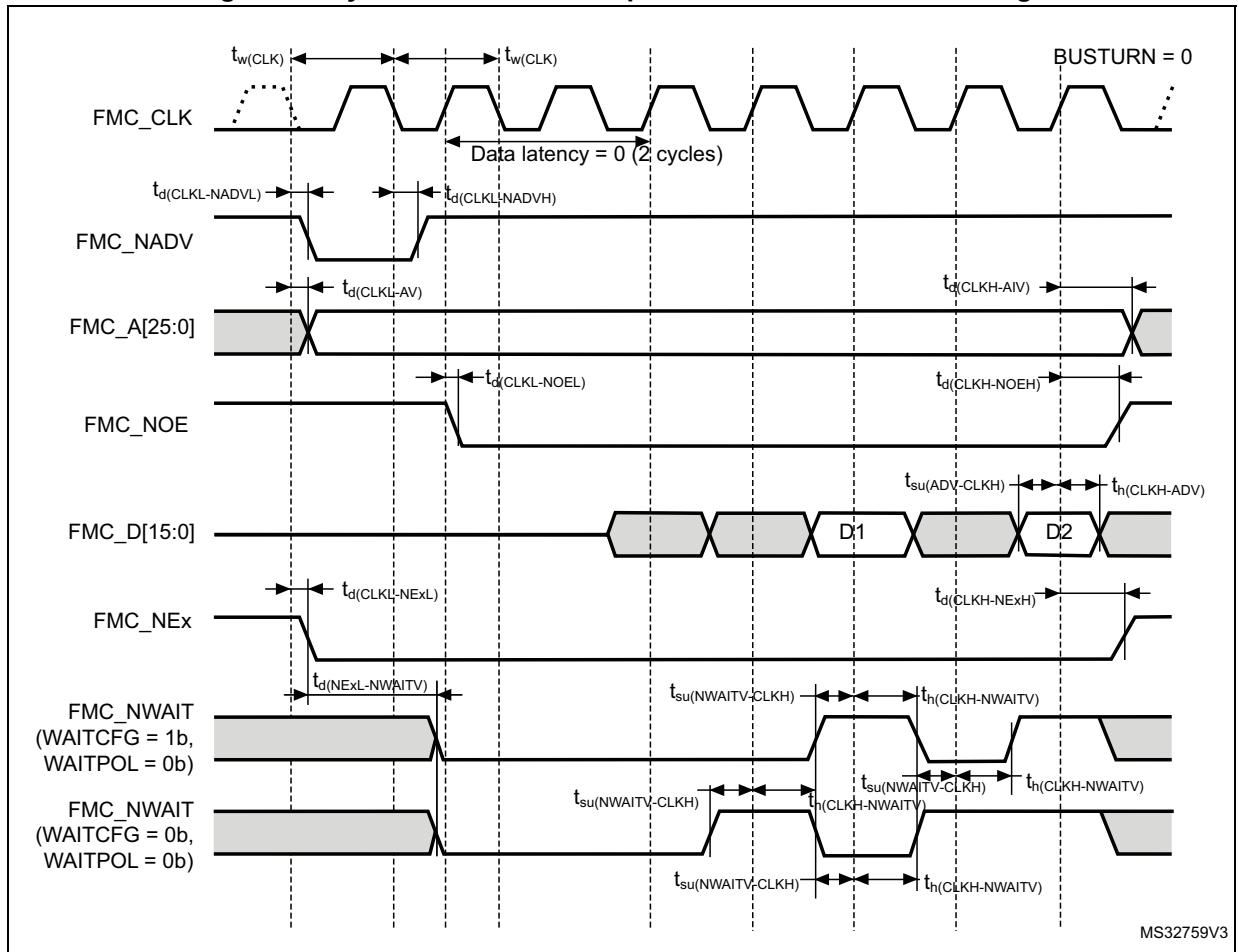 tw(CLK) tw(CLK) BUSTURN = 0
FMC_CLK
Data latency = 0 (2 cycles)
td(CLKL-NADVL) td(CLKL-NADVH)
FMC_NADV
td(CLKL-AV) td(CLKH-AIV)
FMC_A[25:0]
td(CLKL-NOEL) td(CLKH-NOEH)
FMC_NOE
tsu(ADV-CLKH) th(CLKH-ADV)
FMC_D[15:0] D1 D2
td(CLKL-NExL) td(CLKH-NExH)
FMC_NEx
td(NExL-NWAITV) tsu(NWAITV-CLKH) th(CLKH-NWAITV)
FMC_NWAIT
(WAITCFG = 1b,
WAITPOL = 0b)
tsu(NWAITV-CLKH) th(CLKH-NWAITV)
tsu(NWAITV-CLKH) th(CLKH-NWAITV)
FMC_NWAIT
(WAITCFG = 0b,
WAITPOL = 0b)
tsu(NWAITV-CLKH) th(CLKH-NWAITV)
MS32759V3